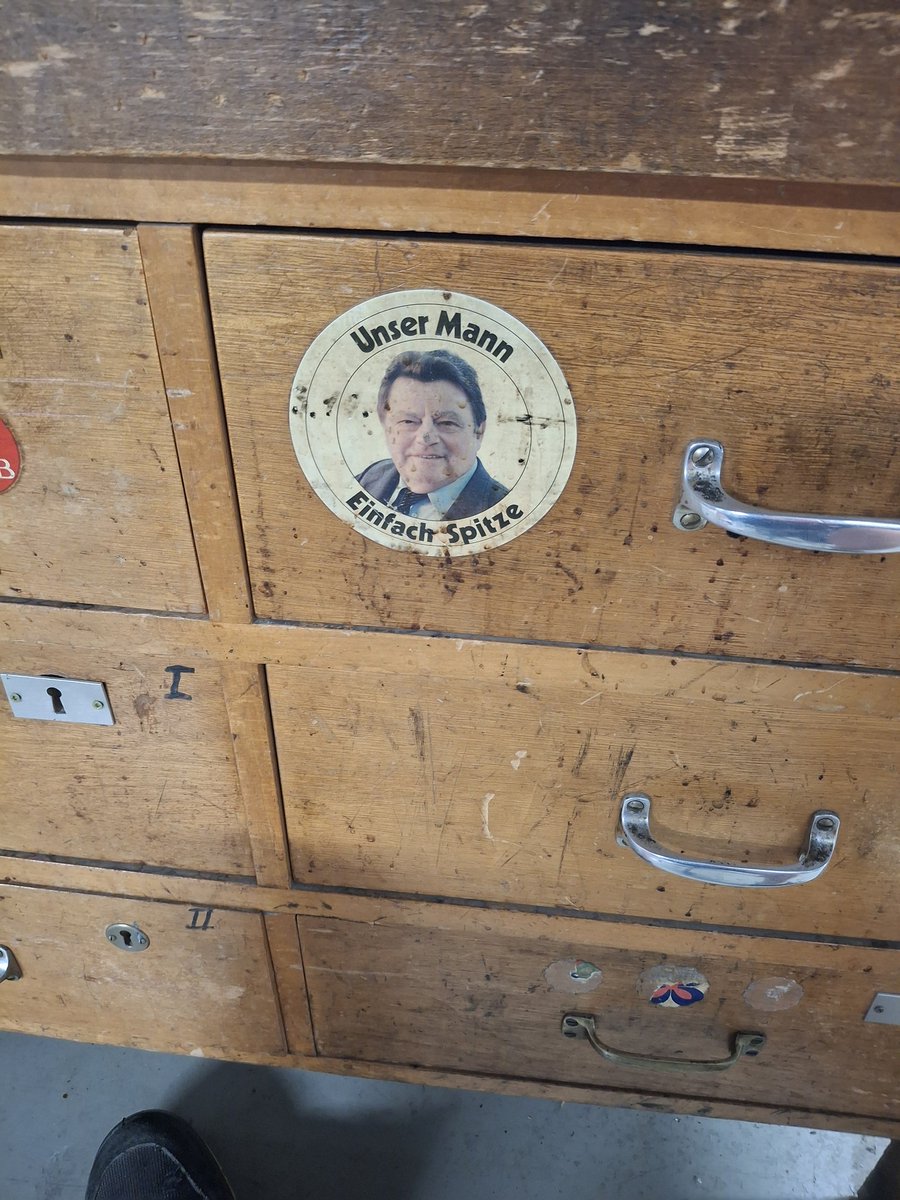 Unser Mann
Einfach Spitze
B
I
II